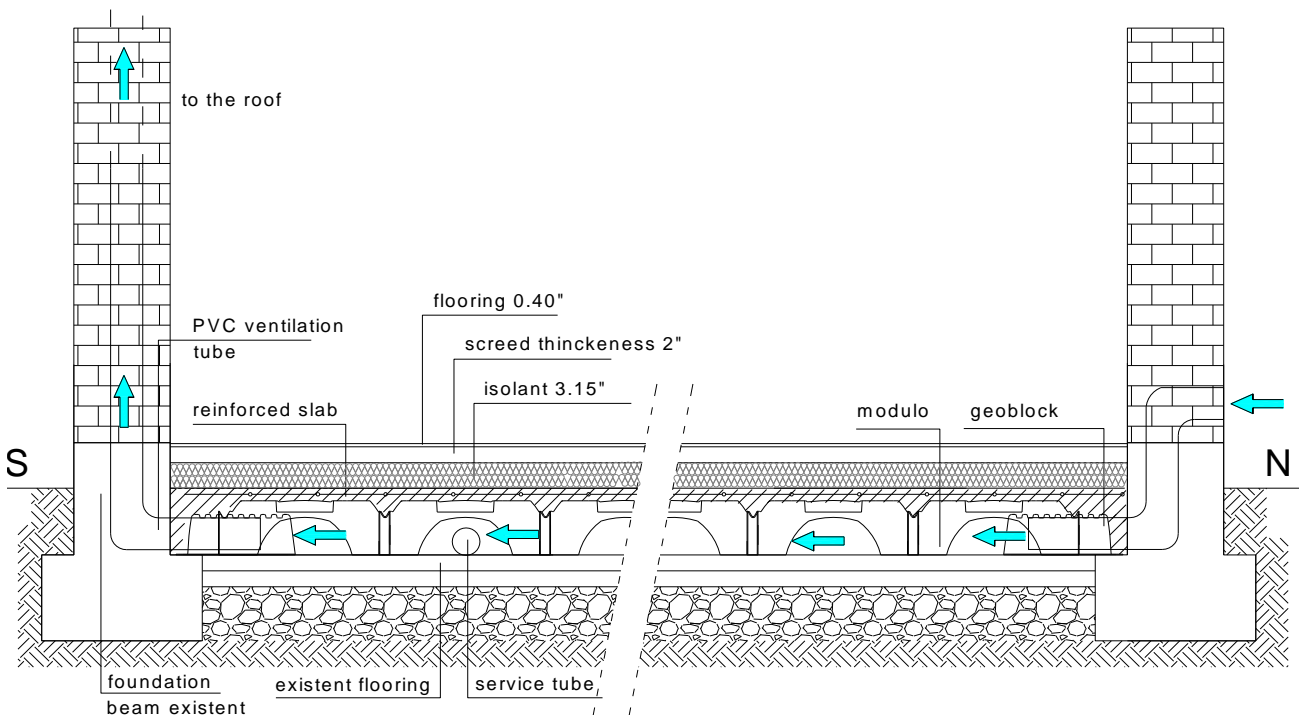 to the roof
flooring 0.40"
PVC ventilation
tube
screed thinckeness 2"
isolant 3.15"
reinforced slab
modulo
geoblock
S
N
foundation
beam existent
existent flooring
service tube